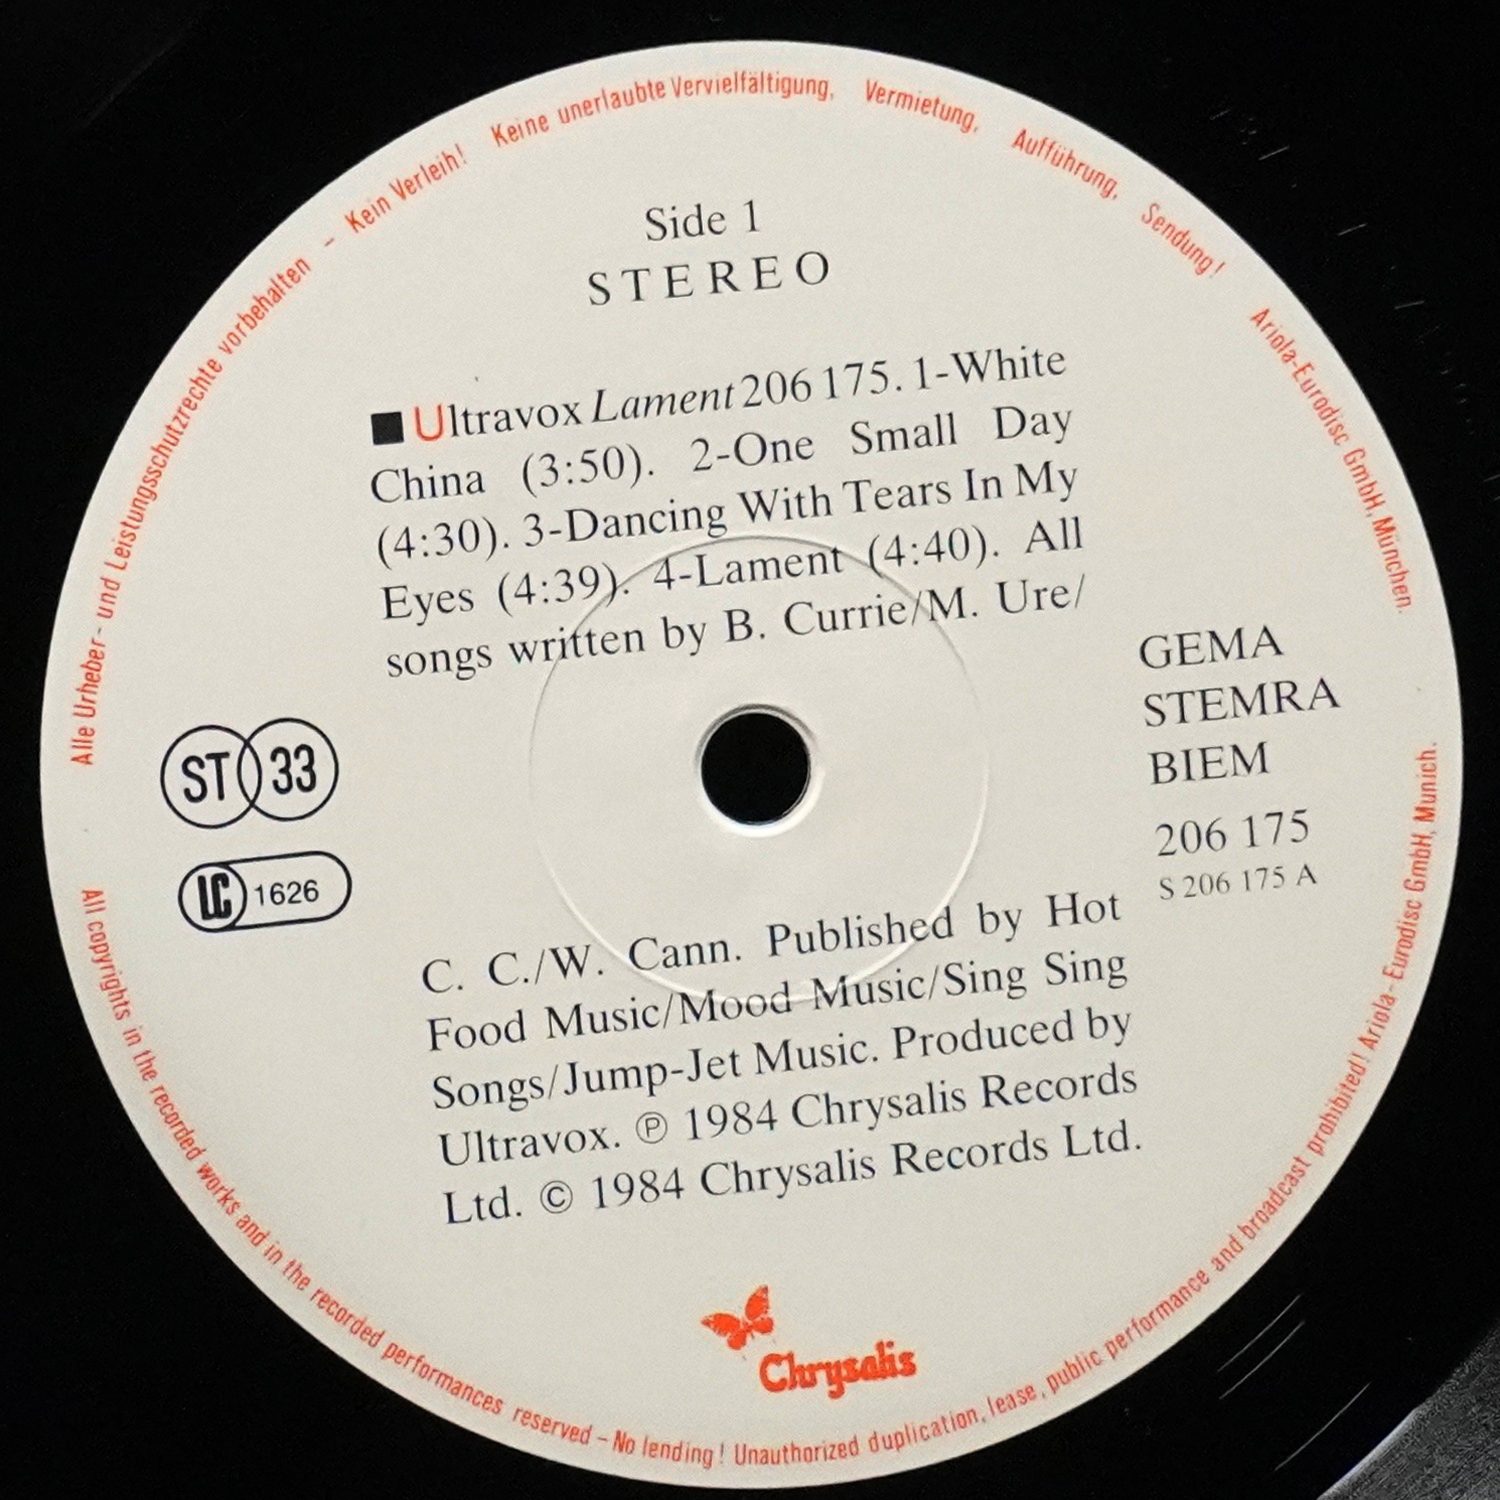 Alle Urheber- und Leistungsschutzrechte vorbehalten – Kein Verleih! Keine unerlaubte Vervielfältigung, Vermietung, Aufführung, Sendung! Ariola-Eurodisc GmbH, München.
Side 1
STEREO
■ Ultravox Lament 206 175. 1-White
China (3:50). 2-One Small Day
(4:30). 3-Dancing With Tears In My
Eyes (4:39). 4-Lament (4:40). All
songs written by B. Currie/M. Ure/
ST 33
LC 1626
GEMA
STEMRA
BIEM
206 175
S 206 175 A
C. C./W. Cann. Published by Hot
Food Music/Mood Music/Sing Sing
Songs/Jump-Jet Music. Produced by
Ultravox. ℗ 1984 Chrysalis Records
Ltd. © 1984 Chrysalis Records Ltd.
Chrysalis
All copyrights in the recorded works and in the recorded performances reserved – No lending! Unauthorized duplication, lease, public performance and broadcast prohibited! Ariola-Eurodisc GmbH, Munich.